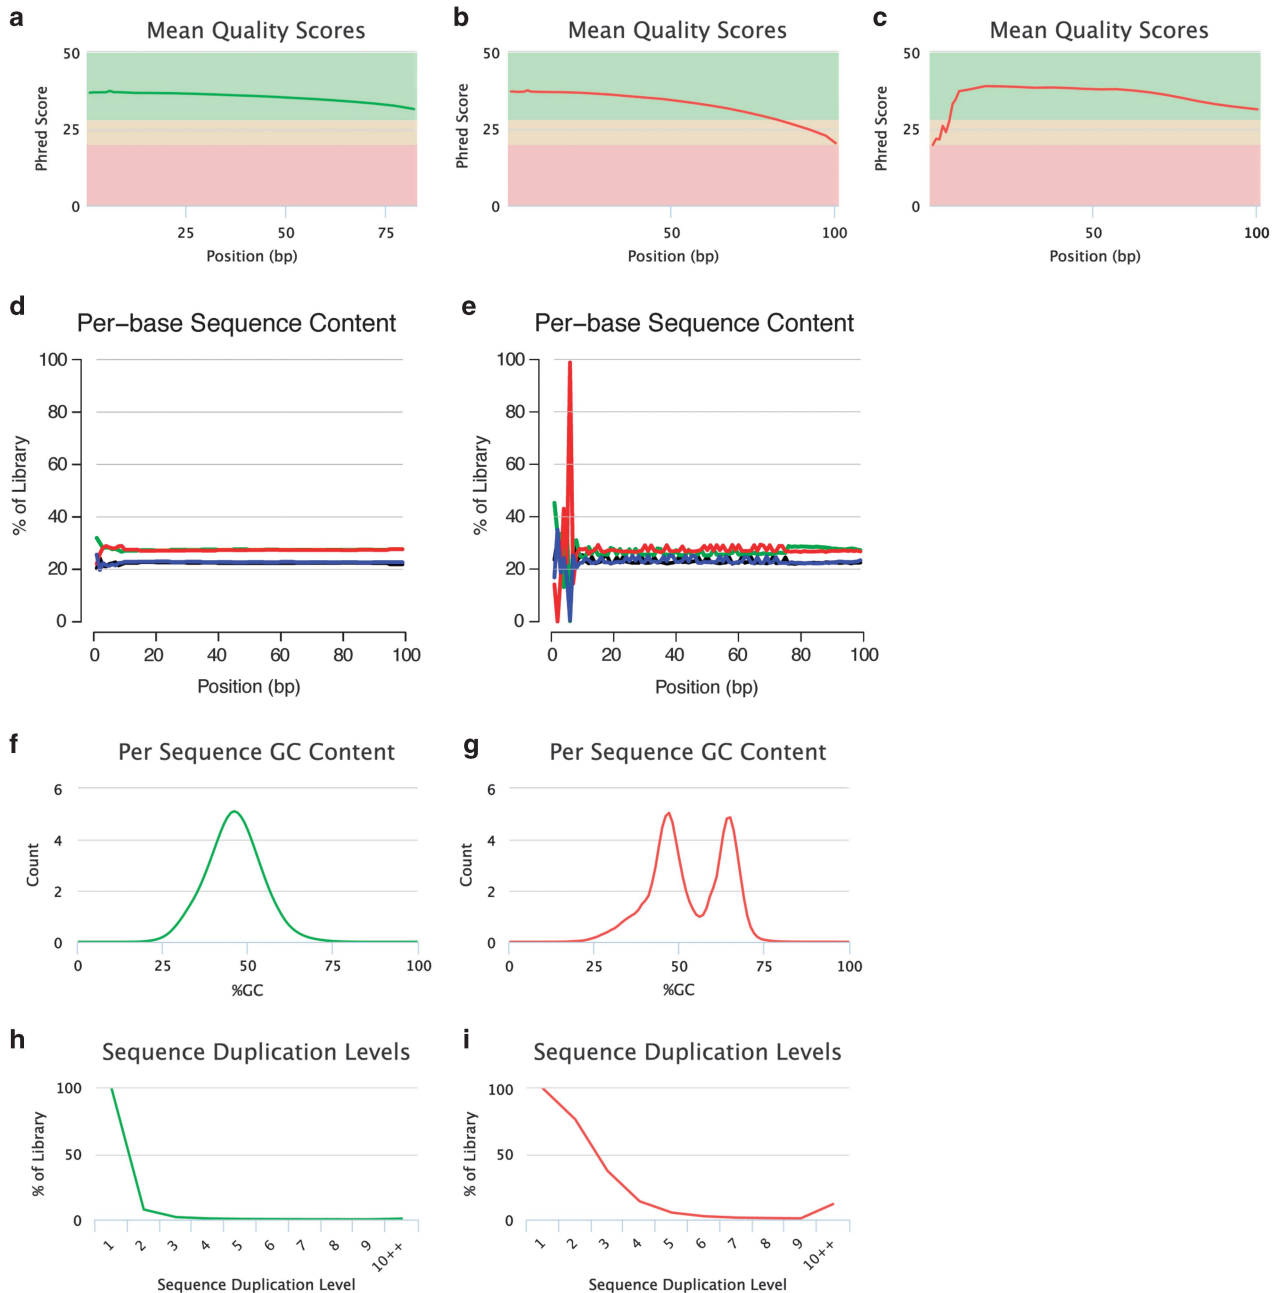 a
Mean Quality Scores
50
25
0
Phred Score
25
50
75
Position (bp)
b
Mean Quality Scores
50
25
0
Phred Score
50
100
Position (bp)
c
Mean Quality Scores
50
25
0
Phred Score
50
100
Position (bp)
d
Per-base Sequence Content
100
80
60
40
20
0
% of Library
0 20 40 60 80 100
Position (bp)
e
Per-base Sequence Content
100
80
60
40
20
0
% of Library
0 20 40 60 80 100
Position (bp)
f
Per Sequence GC Content
6
4
2
0
Count
0 25 50 75 100
%GC
g
Per Sequence GC Content
6
4
2
0
Count
0 25 50 75 100
%GC
h
Sequence Duplication Levels
100
50
0
% of Library
1 2 3 4 5 6 7 8 9 10++
Sequence Duplication Level
i
Sequence Duplication Levels
100
50
0
% of Library
1 2 3 4 5 6 7 8 9 10++
Sequence Duplication Level